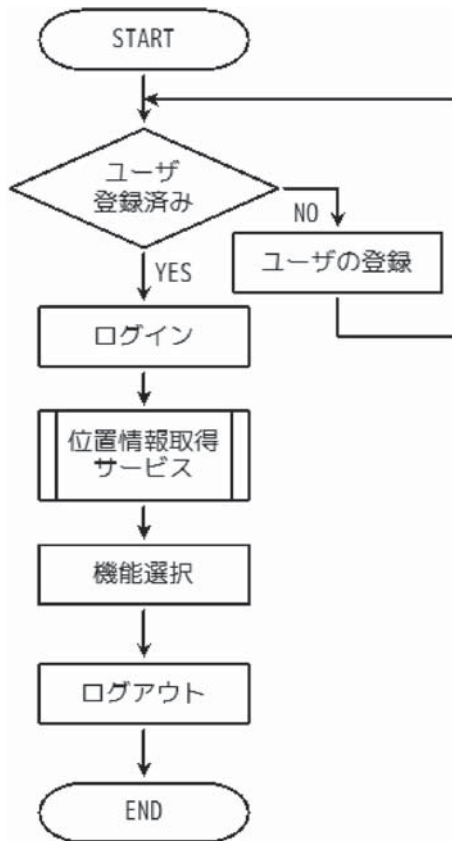 START
ユーザ
登録済み
NO
ユーザの登録
YES
ログイン
位置情報取得
サービス
機能選択
ログアウト
END